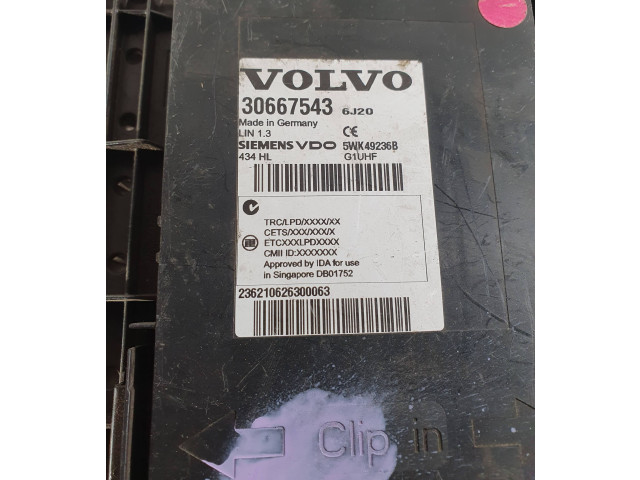 VOLVO
30667543 6J20
Made in Germany
LIN 1.3 CE
SIEMENS VDO 5WK49236B
434 HL G1UHF
TRC/LPD/XXXX/XX
CETS/XXX/XXX/X
ETCXXXLPDXXXX
CMII ID:XXXXXXX
Approved by IDA for use
in Singapore DB01752
236210626300063
Clip in